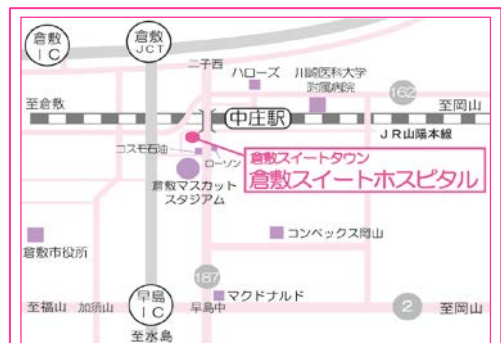 倉敷
IC
倉敷
JCT
二子西
ハローズ
川崎医科大学
附属病院
162
至倉敷
中庄駅
至岡山
JR山陽本線
コスモ石油
ローソン
倉敷スイートタウン
倉敷スイートホスピタル
倉敷マスカット
スタジアム
倉敷市役所
コンベックス岡山
187
マクドナルド
至福山
加須山
早島
IC
早島中
2
至岡山
至水島